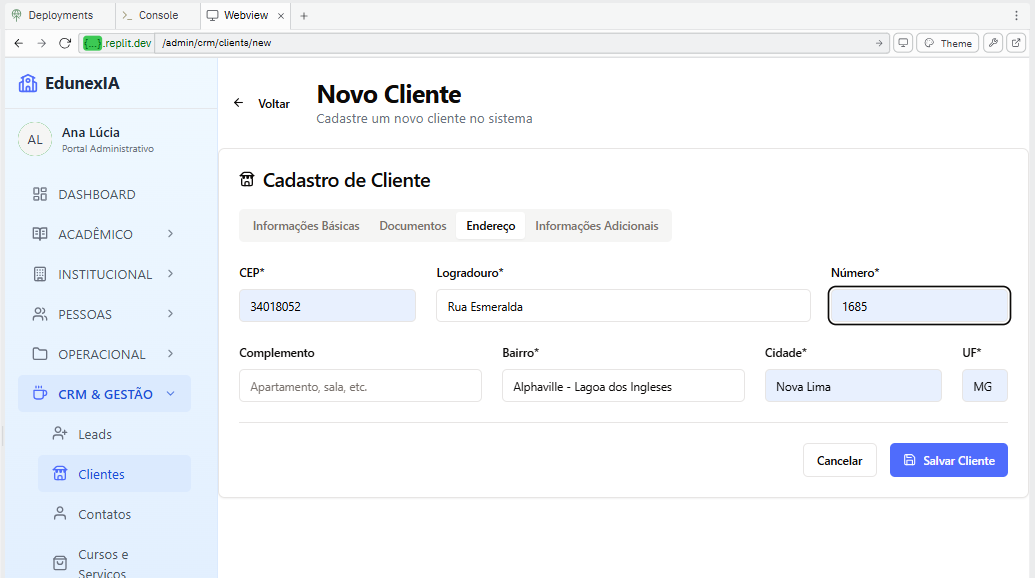 Deployments
Console
Webview
{...}.replit.dev
/admin/crm/clients/new
Theme
EdunexIA
AL
Ana Lúcia
Portal Administrativo
DASHBOARD
ACADÊMICO
INSTITUCIONAL
PESSOAS
OPERACIONAL
CRM & GESTÃO
Leads
Clientes
Contatos
Cursos e
Serviços
Voltar
Novo Cliente
Cadastre um novo cliente no sistema
Cadastro de Cliente
Informações Básicas
Documentos
Endereço
Informações Adicionais
CEP*
Logradouro*
Número*
34018052
Rua Esmeralda
1685
Complemento
Bairro*
Cidade*
UF*
Apartamento, sala, etc.
Alphaville - Lagoa dos Ingleses
Nova Lima
MG
Cancelar
Salvar Cliente